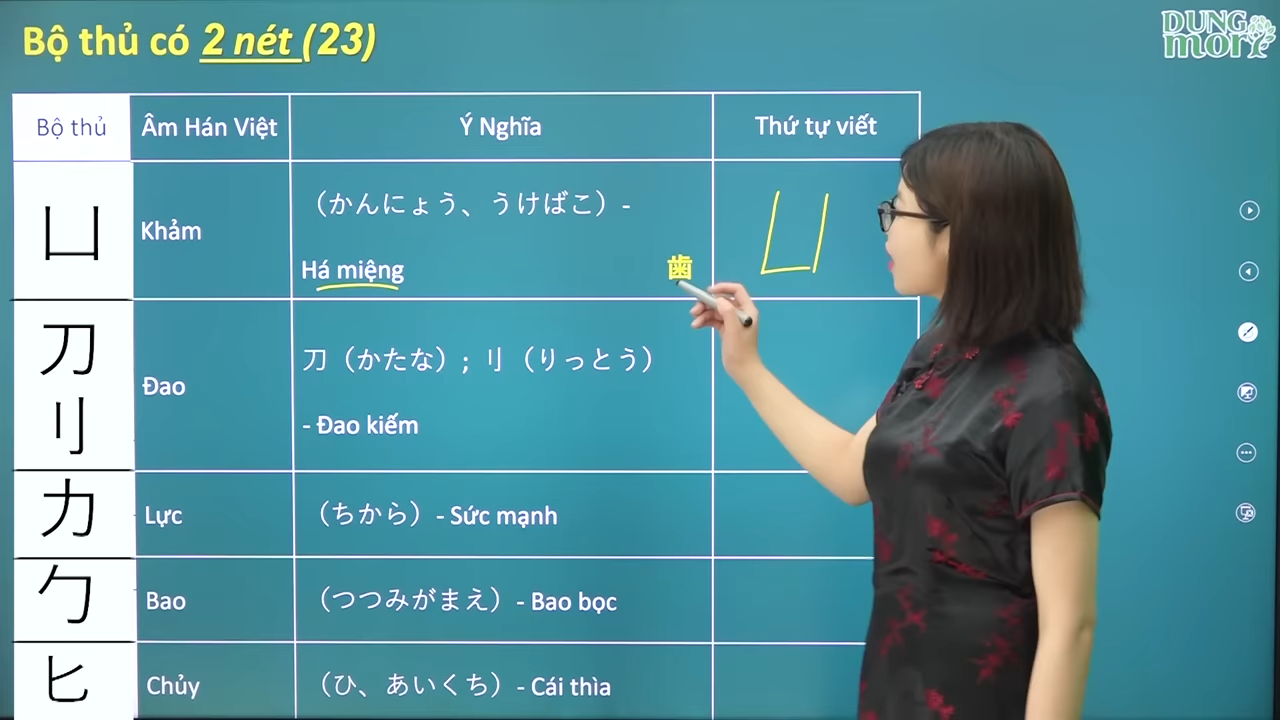 Bộ thủ có 2 nét (23)
DUNG
mori
Bộ thủ
Âm Hán Việt
Ý Nghĩa
Thứ tự viết
凵
Khảm
（かんにょう、うけばこ）-
Há miệng
歯
凵
刀
刂
Đao
刀（かたな）; 刂（りっとう）
- Đao kiếm
力
Lực
（ちから）- Sức mạnh
勹
Bao
（つつみがまえ）- Bao bọc
匕
Chủy
（ひ、あいくち）- Cái thìa